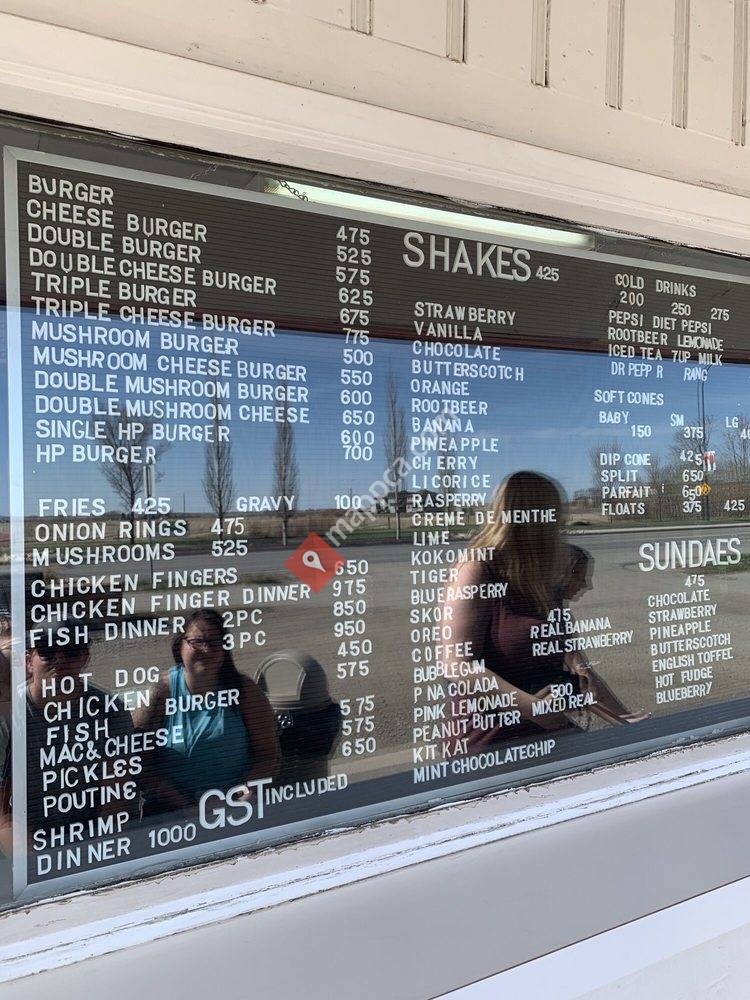 BURGER 475
CHEESE BURGER 525
DOUBLE BURGER 575
DOUBLE CHEESE BURGER 625
TRIPLE BURGER 675
TRIPLE CHEESE BURGER 775
MUSHROOM BURGER 500
MUSHROOM CHEESE BURGER 550
DOUBLE MUSHROOM BURGER 600
DOUBLE MUSHROOM CHEESE 650
SINGLE HP BURGER 600
HP BURGER 700
FRIES 425 GRAVY 100
ONION RINGS 475
MUSHROOMS 525
CHICKEN FINGERS 650
CHICKEN FINGER DINNER 975
FISH DINNER 2PC 850
3PC 950
HOT DOG 450
CHICKEN BURGER 575
FISH 575
MAC&CHEESE 575
PICKLES 650
POUTINE
SHRIMP
DINNER 1000
GST INCLUDED
SHAKES 425
STRAWBERRY
VANILLA
CHOCOLATE
BUTTERSCOTCH
ORANGE
ROOTBEER
BANANA
PINEAPPLE
CHERRY
LICORICE
RASPERRY
CREME DE MENTHE
LIME
KOKOMINT
TIGER
BLUERASPERRY
SKOR
OREO
COFFEE
BUBBLEGUM
P NA COLADA
PINK LEMONADE
PEANUT BUTTER
KIT KAT
MINT CHOCOLATECHIP
475
REAL BANANA
REAL STRAWBERRY
500
MIXED REAL
COLD DRINKS
200 250 275
PEPSI DIET PEPSI
ROOTBEER LEMONADE
ICED TEA 7UP MILK
DR PEPP R RANG
SOFT CONES
BABY SM LG
150 375
DIP CONE 425
SPLIT 650
PARFAIT 650
FLOATS 375 425
SUNDAES
475
CHOCOLATE
STRAWBERRY
PINEAPPLE
BUTTERSCOTCH
ENGLISH TOFFEE
HOT FUDGE
BLUEBERRY
mapca.com